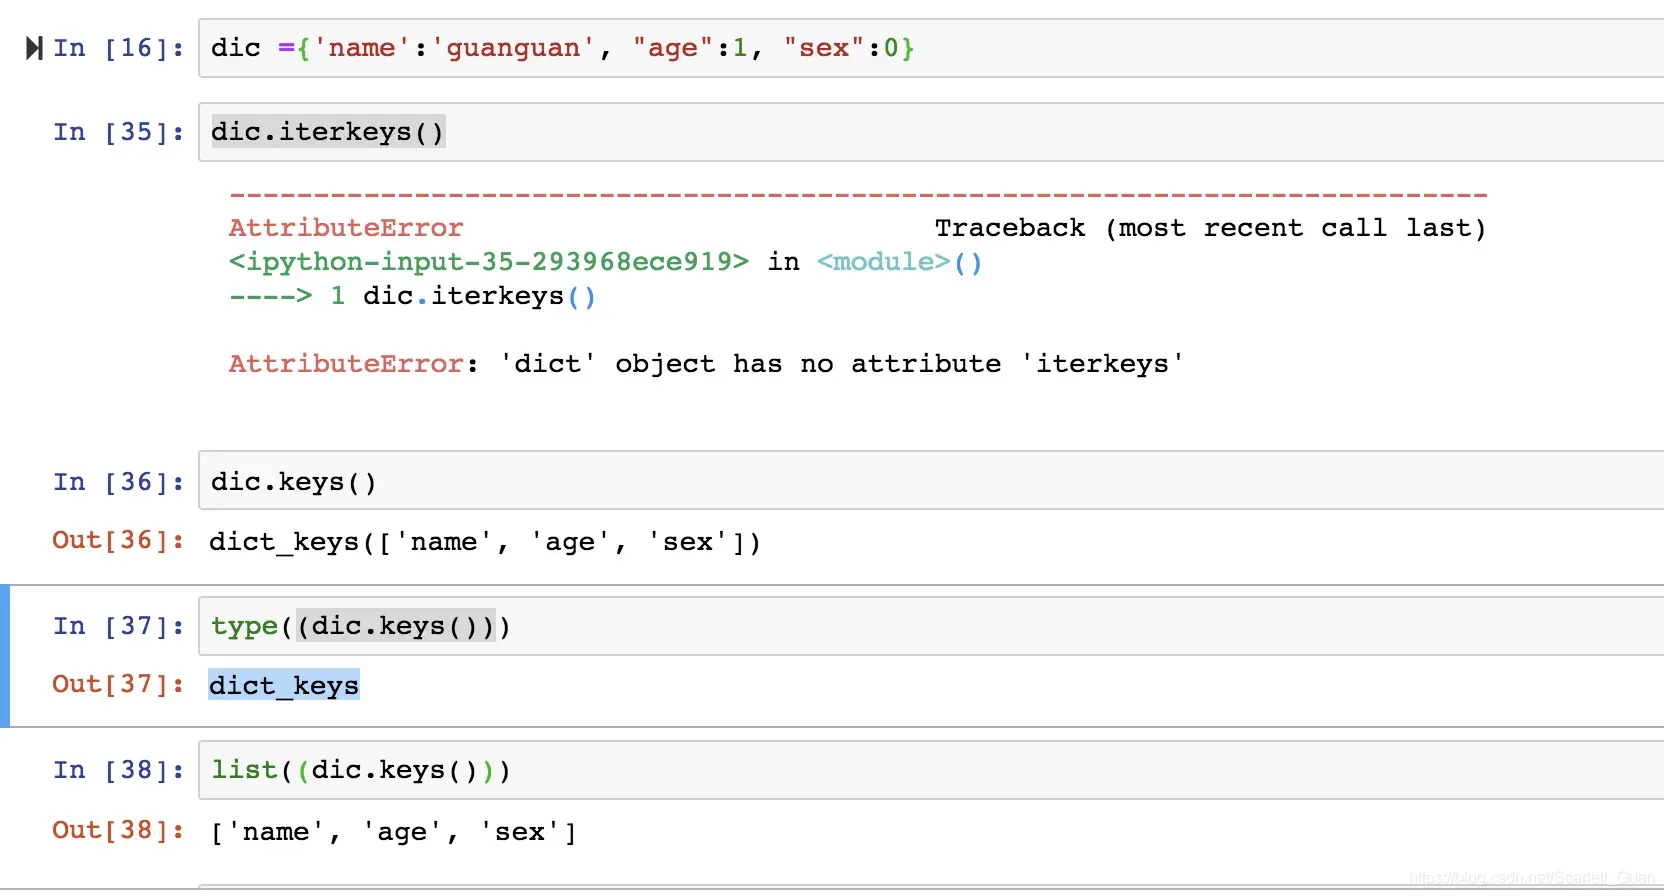 In [16]: dic ={'name':'guanguan', "age":1, "sex":0}
In [35]: dic.iterkeys()
---------------------------------------------------------------------------
AttributeError                            Traceback (most recent call last)
<ipython-input-35-293968ece919> in <module>()
----> 1 dic.iterkeys()
AttributeError: 'dict' object has no attribute 'iterkeys'
In [36]: dic.keys()
Out[36]: dict_keys(['name', 'age', 'sex'])
In [37]: type((dic.keys()))
Out[37]: dict_keys
In [38]: list((dic.keys()))
Out[38]: ['name', 'age', 'sex']
https://blog.csdn.net/Scarlett_Guan